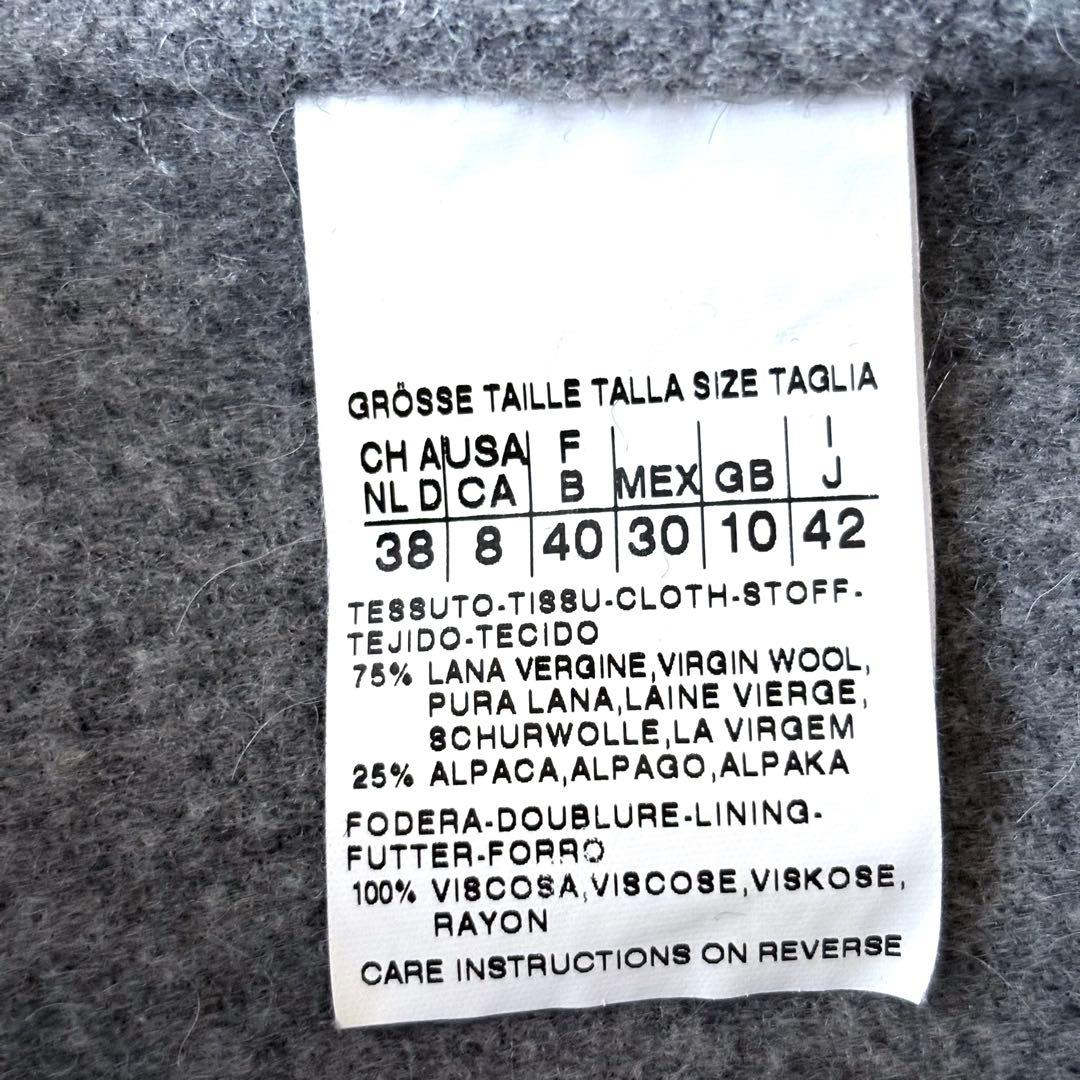 GRÖSSE TAILLE TALLA SIZE TAGLIA
CH A USA F MEX GB I
NL D CA B J
38 8 40 30 10 42
TESSUTO-TISSU-CLOTH-STOFF-
TEJIDO-TECIDO
75% LANA VERGINE,VIRGIN WOOL,
PURA LANA,LAINE VIERGE,
SCHURWOLLE,LA VIRGEM
25% ALPACA,ALPAGO,ALPAKA
FODERA-DOUBLURE-LINING-
FUTTER-FORRO
100% VISCOSA,VISCOSE,VISKOSE,
RAYON
CARE INSTRUCTIONS ON REVERSE